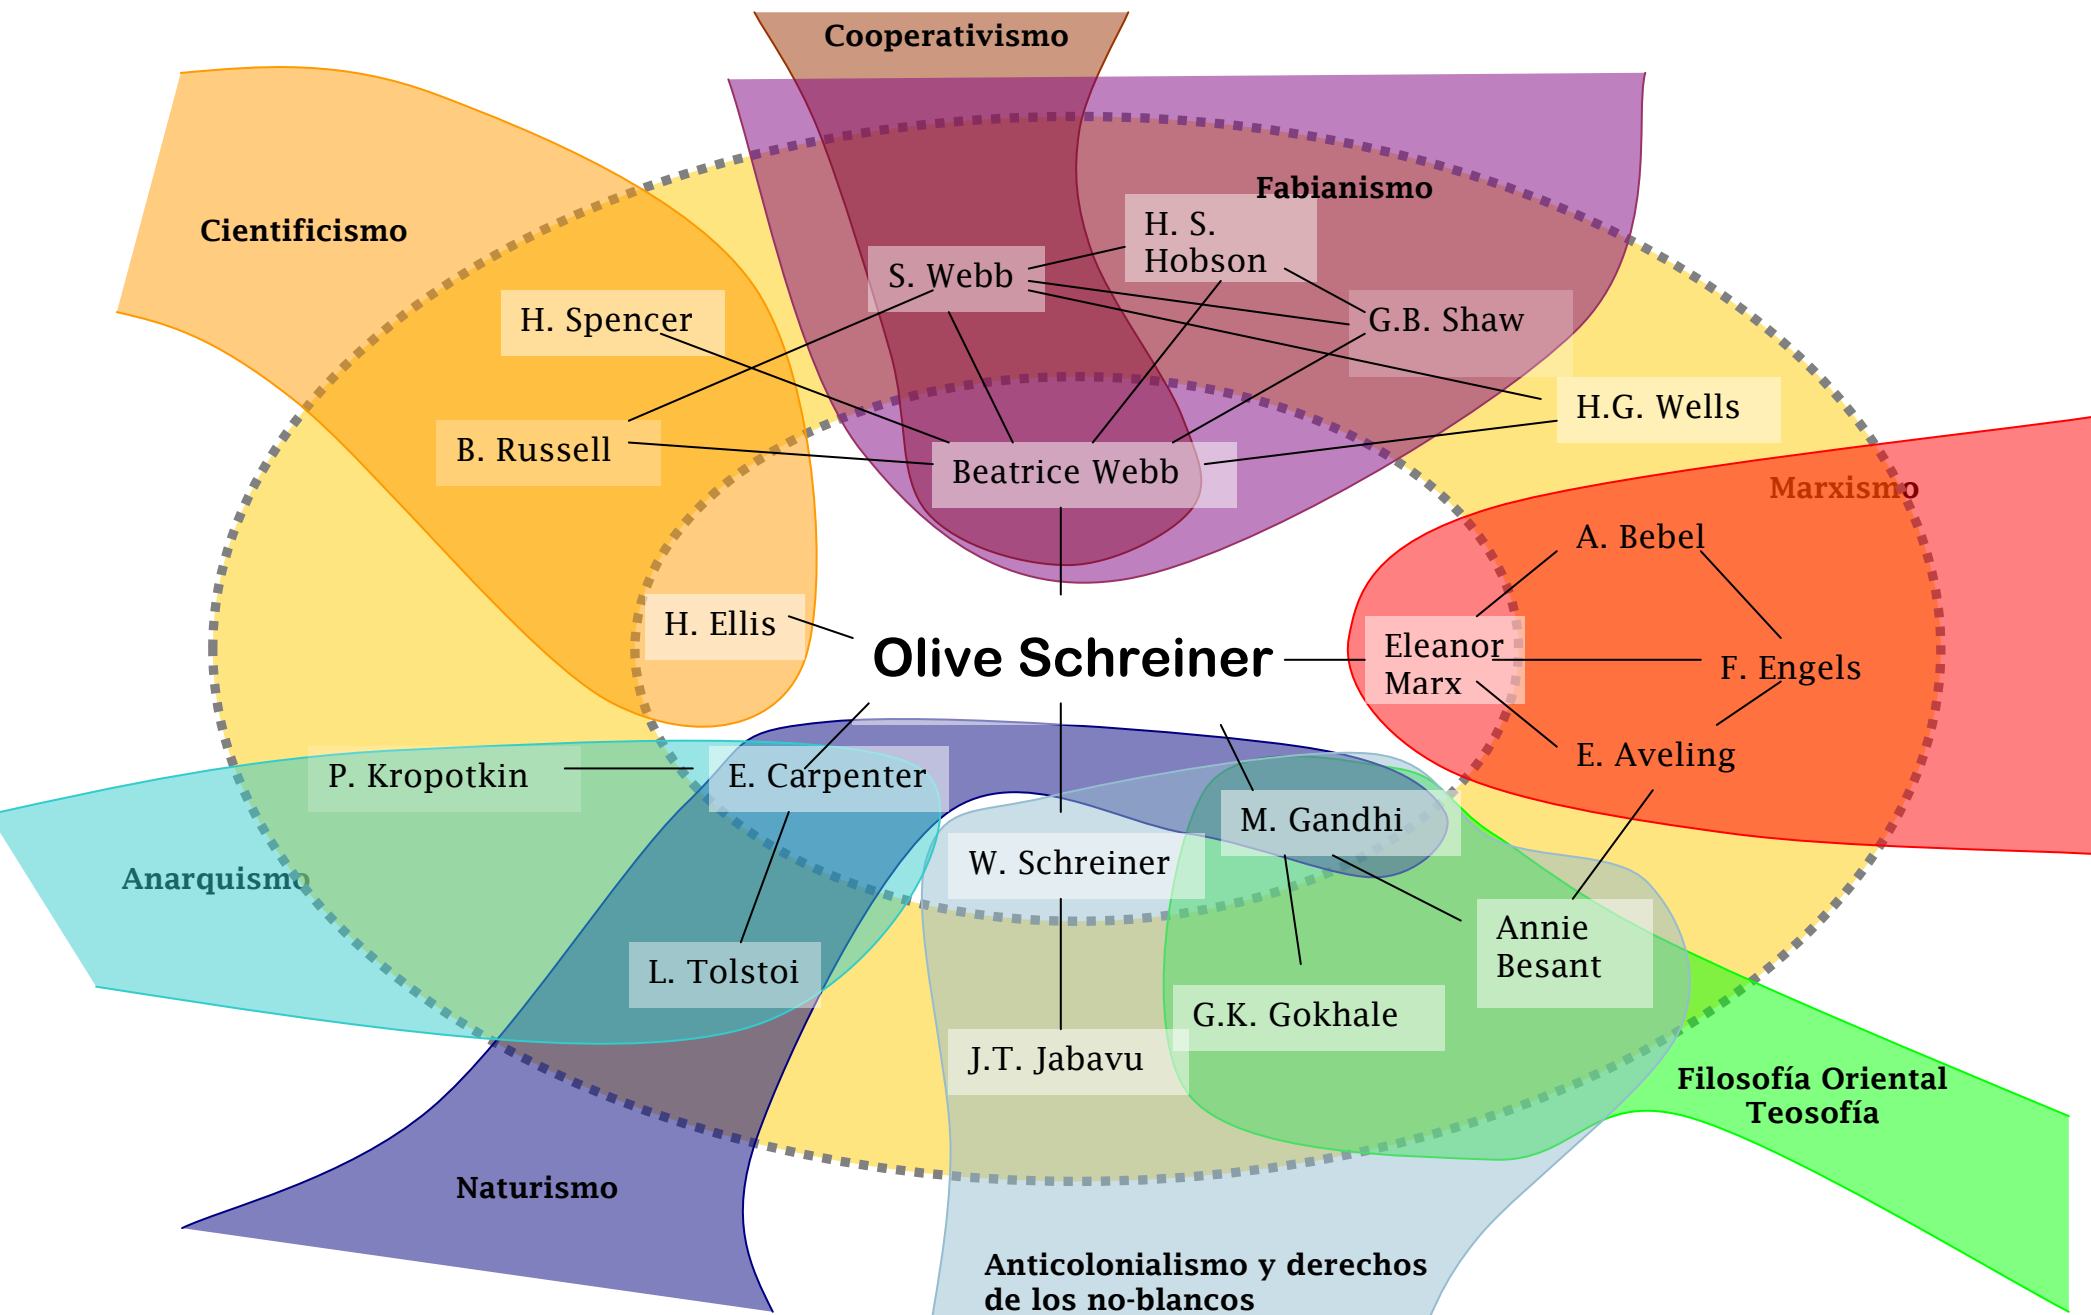 Cooperativismo
Fabianismo
Cientificismo
H. S.
Hobson
S. Webb
H. Spencer
G.B. Shaw
H.G. Wells
B. Russell
Beatrice Webb
Marxismo
A. Bebel
H. Ellis
Olive Schreiner
Eleanor
Marx
F. Engels
E. Aveling
P. Kropotkin
E. Carpenter
M. Gandhi
W. Schreiner
Anarquismo
Annie
Besant
L. Tolstoi
G.K. Gokhale
J.T. Jabavu
Filosofía Oriental
Teosofía
Naturismo
Anticolonialismo y derechos
de los no-blancos